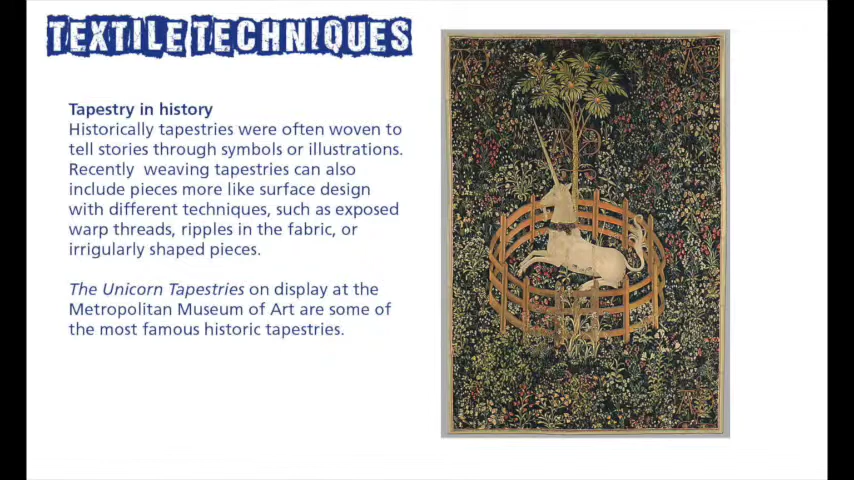 TEXTILE TECHNIQUES
Tapestry in history
Historically tapestries were often woven to
tell stories through symbols or illustrations.
Recently  weaving tapestries can also
include pieces more like surface design
with different techniques, such as exposed
warp threads, ripples in the fabric, or
irrigularly shaped pieces.
The Unicorn Tapestries on display at the
Metropolitan Museum of Art are some of
the most famous historic tapestries.